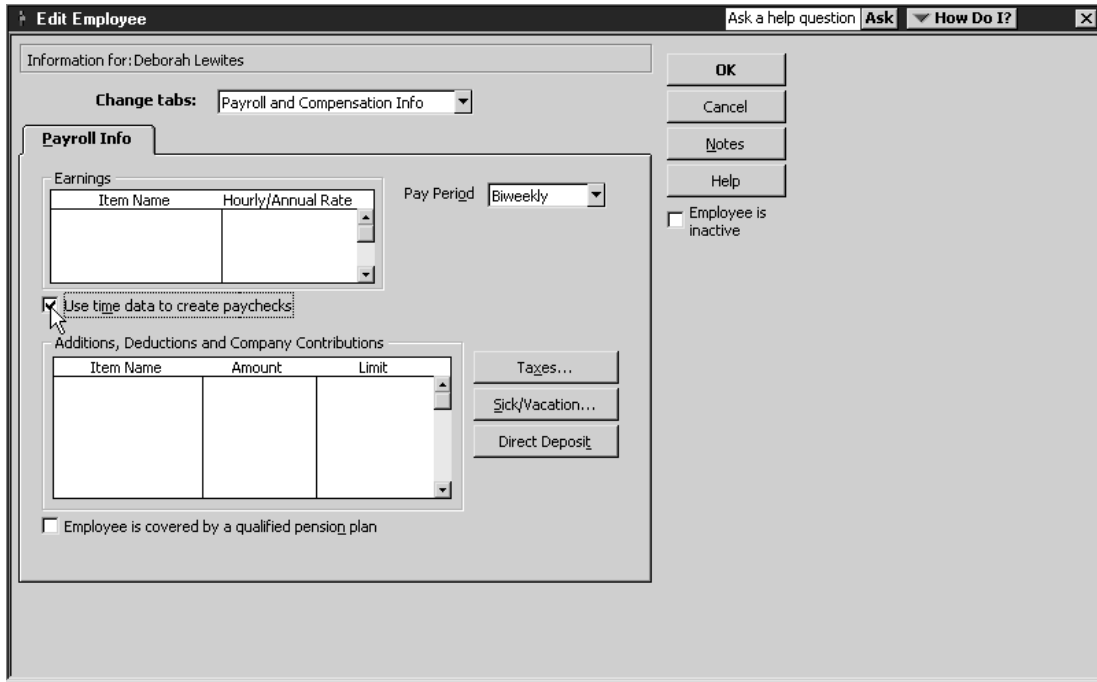 Edit Employee
Ask a help question Ask How Do I?
Information for: Deborah Lewites
Change tabs: Payroll and Compensation Info
Payroll Info
Earnings
Item Name Hourly/Annual Rate
Pay Period Biweekly
Use time data to create paychecks
Additions, Deductions and Company Contributions
Item Name Amount Limit
Taxes...
Sick/Vacation...
Direct Deposit
Employee is covered by a qualified pension plan
OK
Cancel
Notes
Help
Employee is
inactive